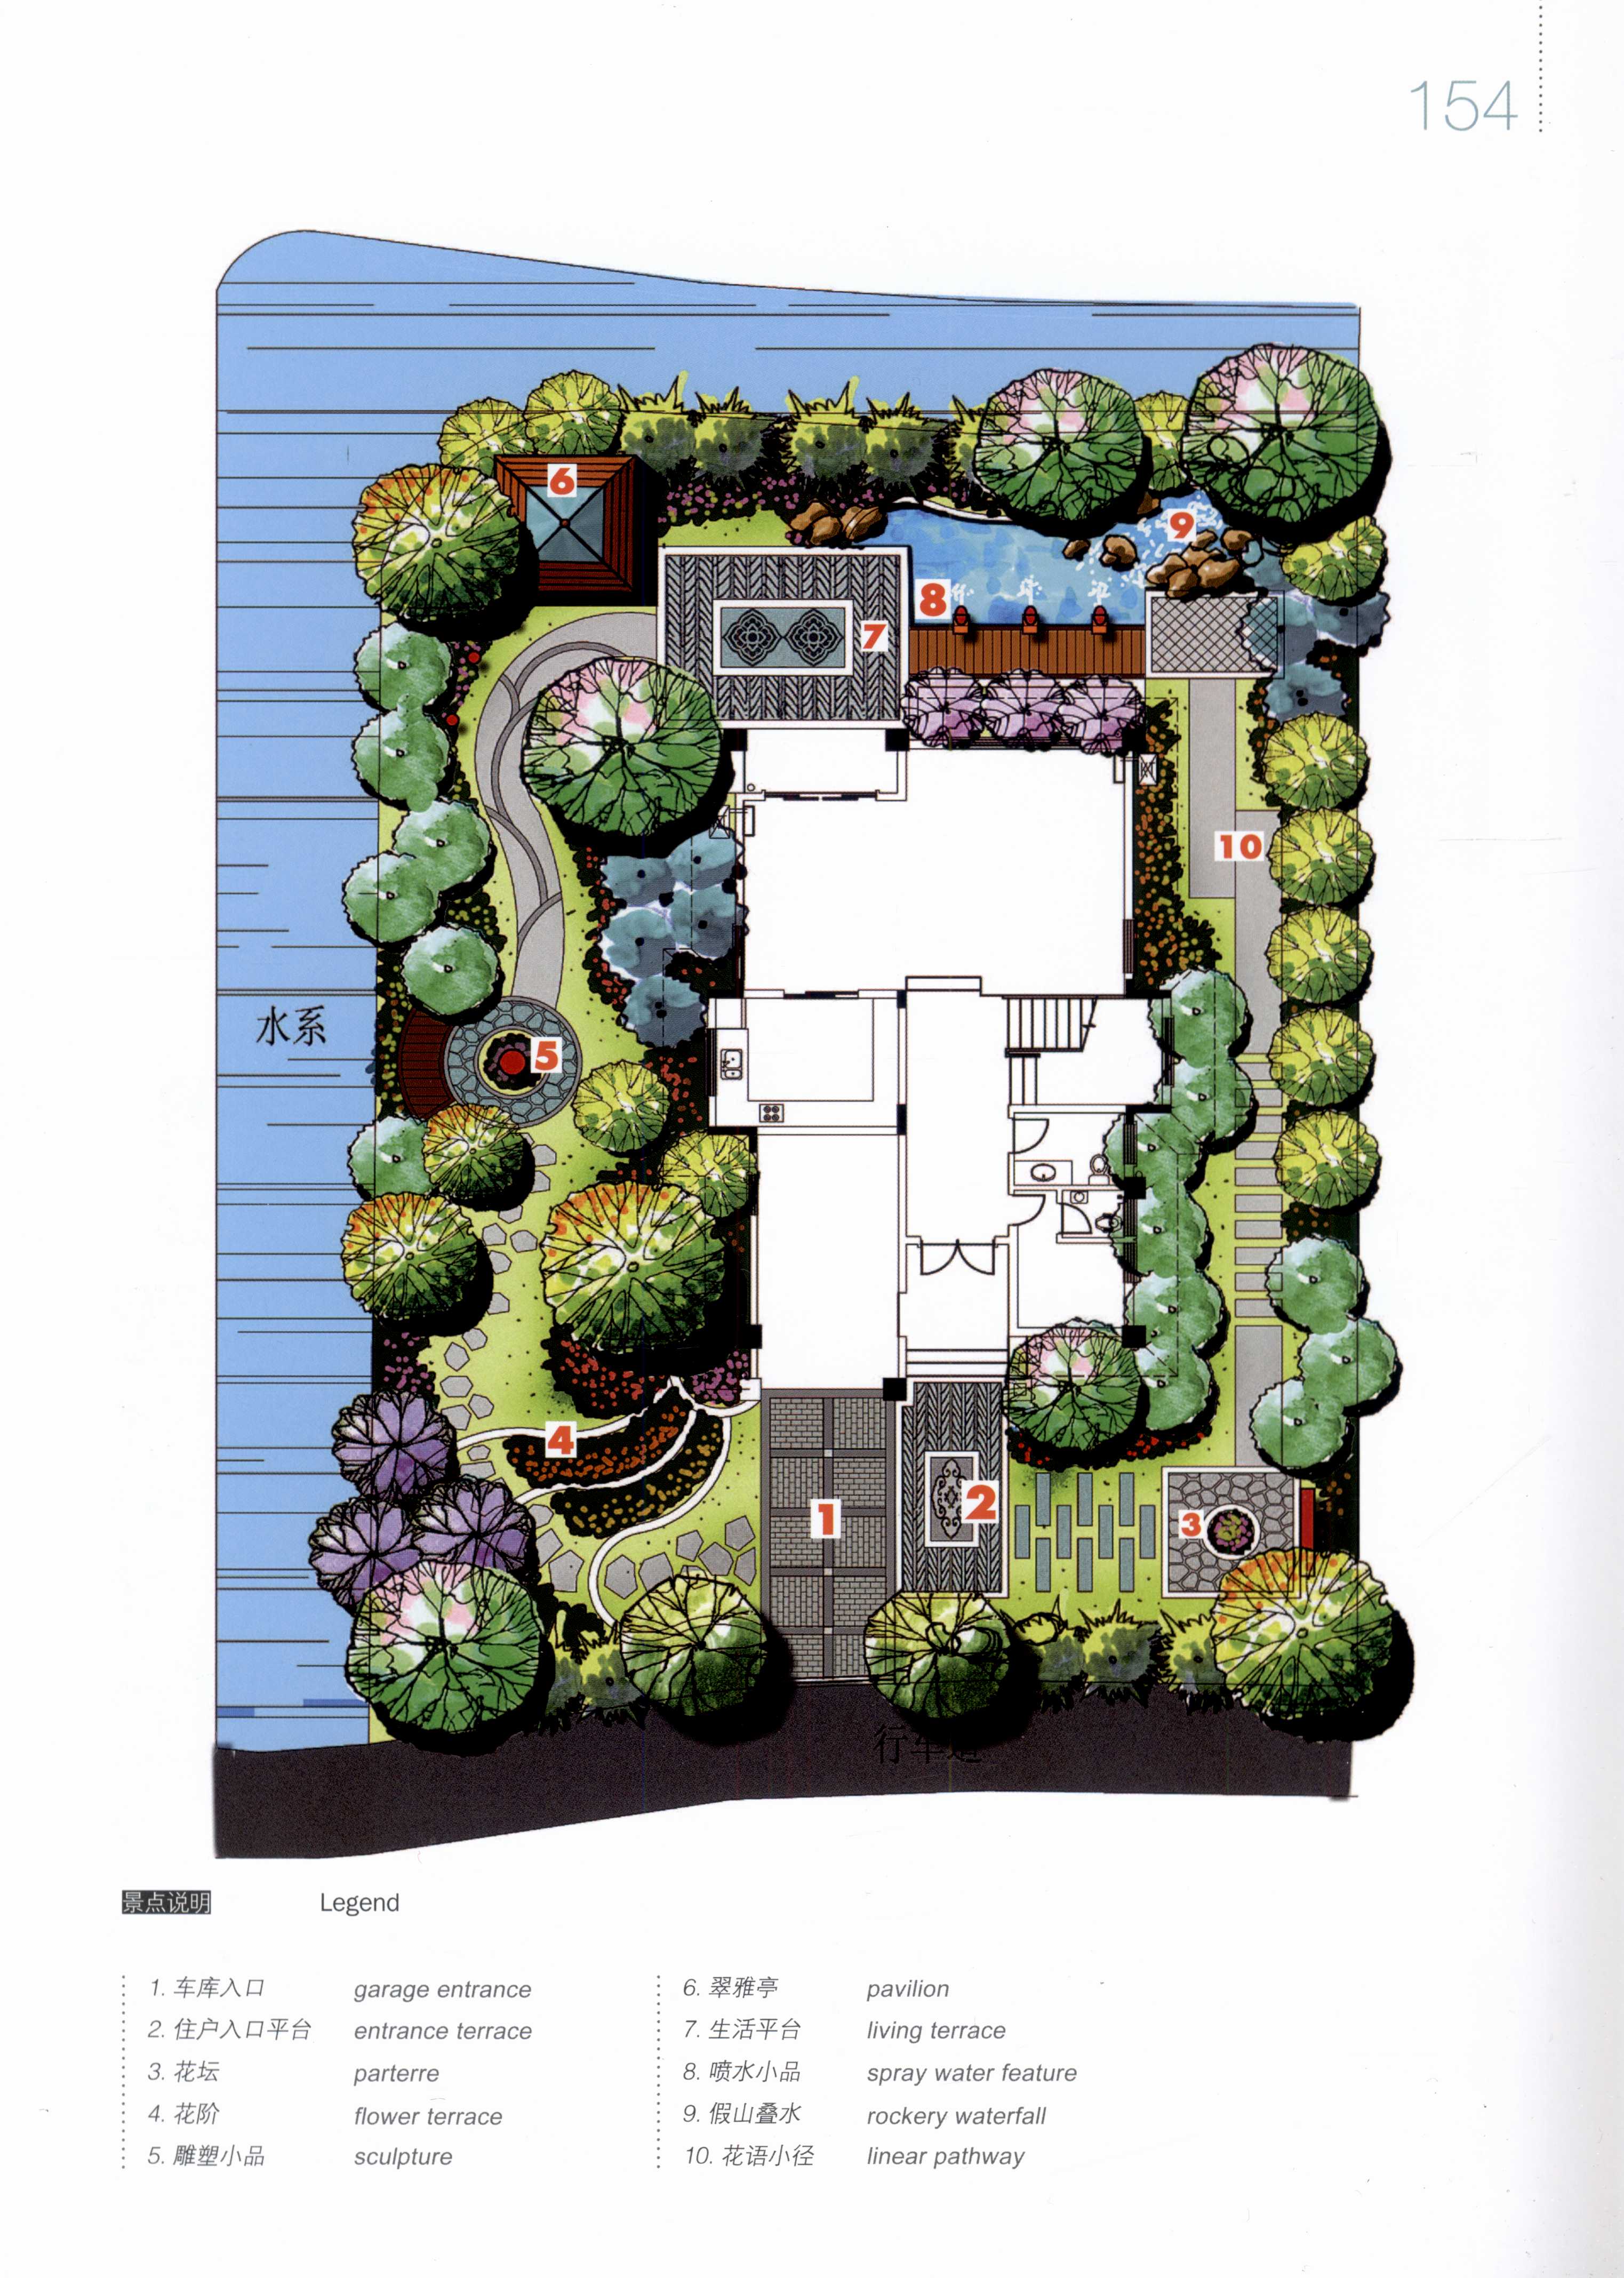 154
6
9
8
7
10
水系
5
4
1
2
3
行车道
景点说明 Legend
1. 车库入口 garage entrance
2. 住户入口平台 entrance terrace
3. 花坛 parterre
4. 花阶 flower terrace
5. 雕塑小品 sculpture
6. 翠雅亭 pavilion
7. 生活平台 living terrace
8. 喷水小品 spray water feature
9. 假山叠水 rockery waterfall
10. 花语小径 linear pathway